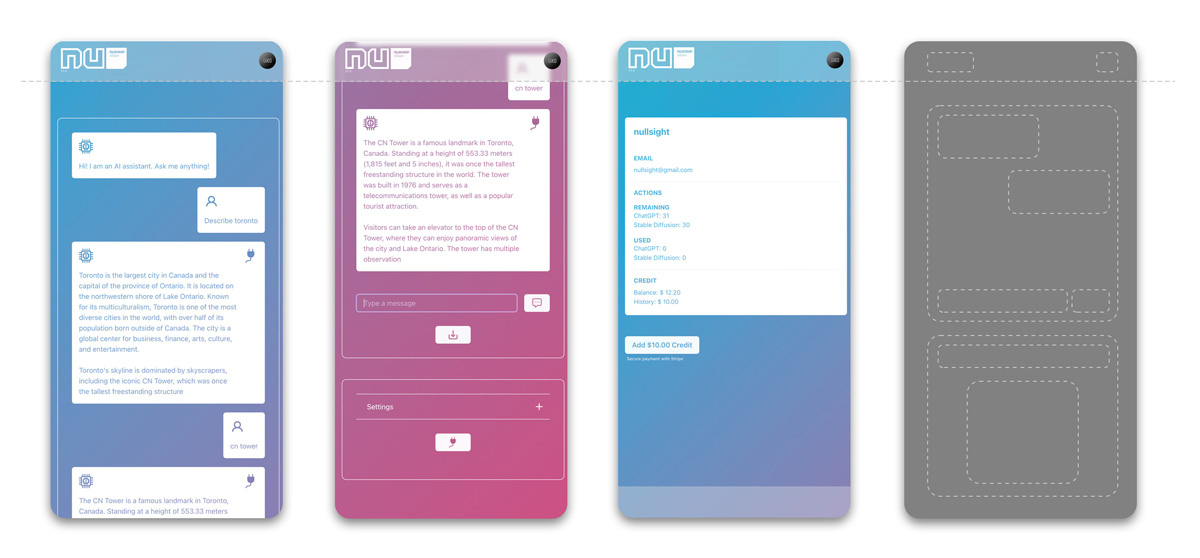 nu
Hi! I am an AI assistant. Ask me anything!
Describe toronto
Toronto is the largest city in Canada and the
capital of the province of Ontario. It is located on
the northwestern shore of Lake Ontario. Known
for its multiculturalism, Toronto is one of the most
diverse cities in the world, with over half of its
population born outside of Canada. The city is a
global center for business, finance, arts, culture,
and entertainment.
Toronto's skyline is dominated by skyscrapers,
including the iconic CN Tower, which was once
the tallest freestanding structure
cn tower
The CN Tower is a famous landmark in Toronto,
Canada. Standing at a height of 553.33 meters
nu
cn tower
The CN Tower is a famous landmark in Toronto,
Canada. Standing at a height of 553.33 meters
(1,815 feet and 5 inches), it was once the tallest
freestanding structure in the world. The tower
was built in 1976 and serves as a
telecommunications tower, as well as a popular
tourist attraction.
Visitors can take an elevator to the top of the CN
Tower, where they can enjoy panoramic views of
the city and Lake Ontario. The tower has multiple
observation
Type a message
Settings
nu
nullsight
EMAIL
nullsight@gmail.com
ACTIONS
REMAINING
ChatGPT: 31
Stable Diffusion: 30
USED
ChatGPT: 0
Stable Diffusion: 0
CREDIT
Balance: $ 12.20
History: $ 10.00
Add $10.00 Credit
Secure payment with Stripe